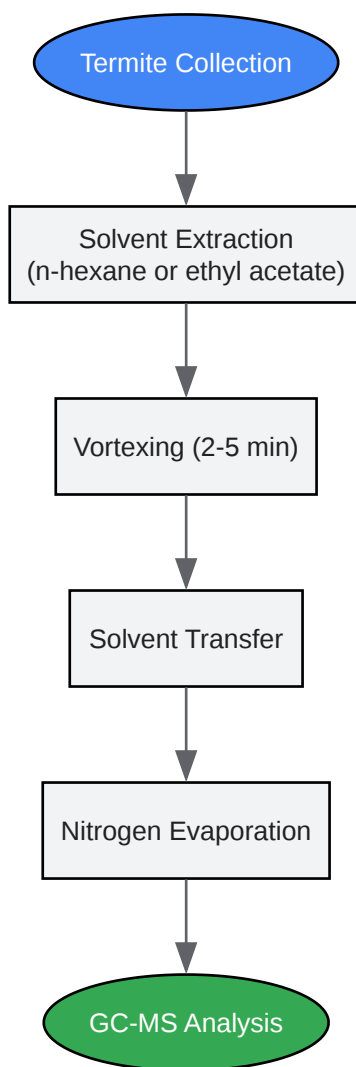 Termite Collection
Solvent Extraction
(n-hexane or ethyl acetate)
Vortexing (2-5 min)
Solvent Transfer
Nitrogen Evaporation
GC-MS Analysis